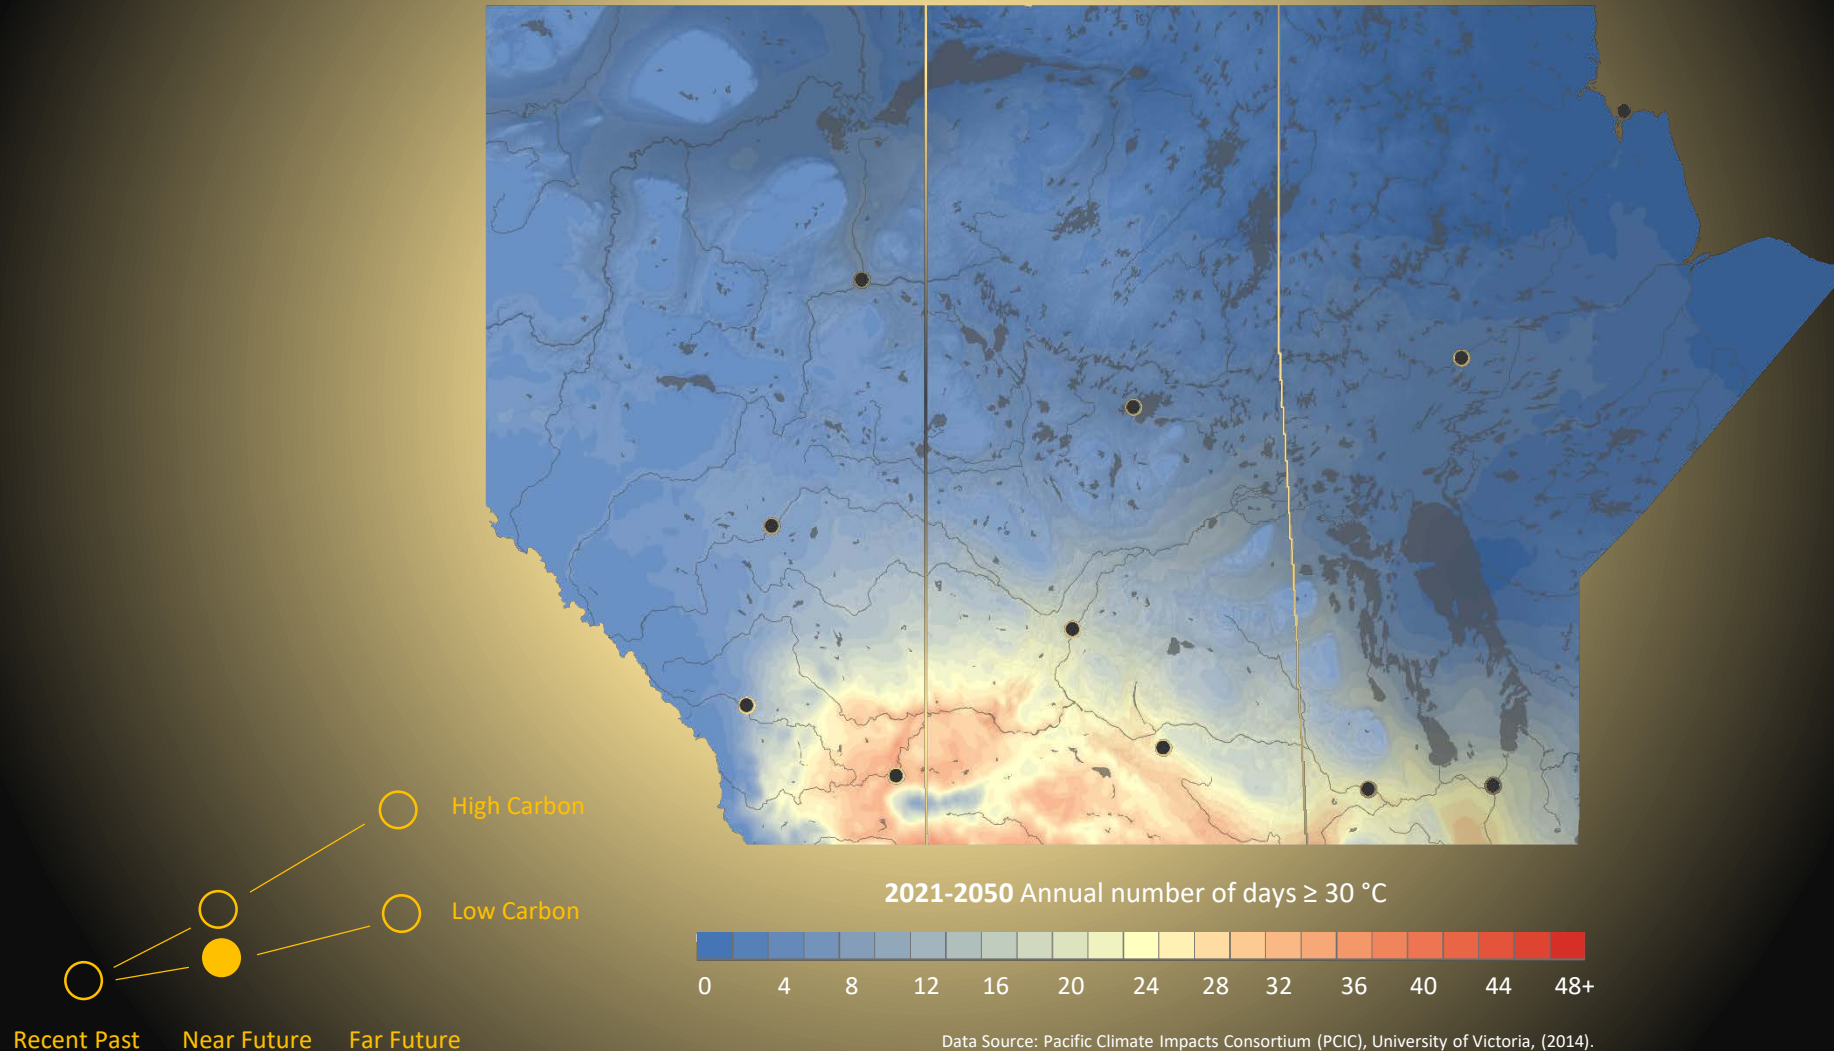 High Carbon
Low Carbon
Recent Past Near Future Far Future
2021-2050 Annual number of days ≥ 30 °C
0 4 8 12 16 20 24 28 32 36 40 44 48+
Data Source: Pacific Climate Impacts Consortium (PCIC), University of Victoria, (2014).